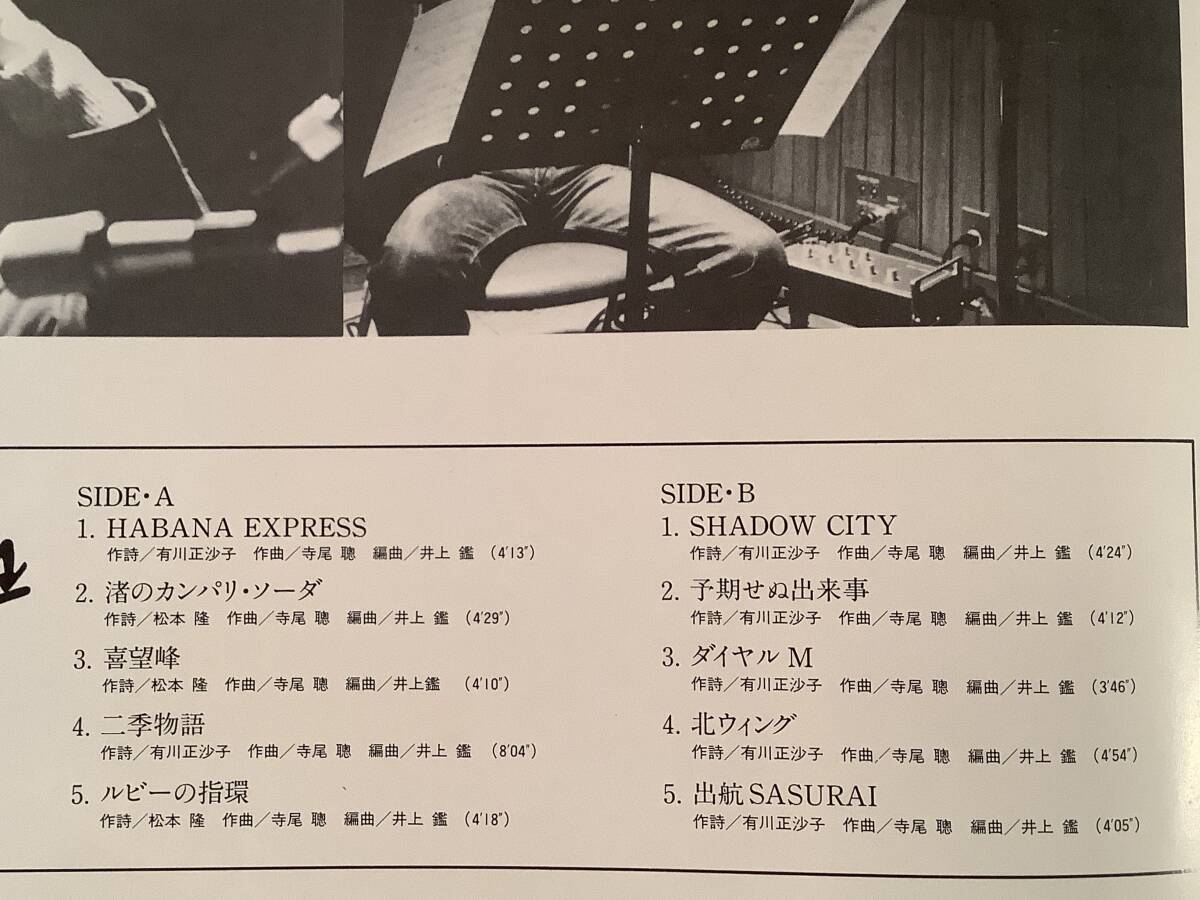 SIDE・A
1. HABANA EXPRESS
作詩/有川正沙子 作曲/寺尾 聰 編曲/井上 鑑 (4'13")
2. 渚のカンパリ・ソーダ
作詩/松本 隆 作曲/寺尾 聰 編曲/井上 鑑 (4'29")
3. 喜望峰
作詩/松本 隆 作曲/寺尾 聰 編曲/井上鑑 (4'10")
4. 二季物語
作詩/有川正沙子 作曲/寺尾 聰 編曲/井上 鑑 (8'04")
5. ルビーの指環
作詩/松本 隆 作曲/寺尾 聰 編曲/井上 鑑 (4'18")
SIDE・B
1. SHADOW CITY
作詩/有川正沙子 作曲/寺尾 聰 編曲/井上 鑑 (4'24")
2. 予期せぬ出来事
作詩/有川正沙子 作曲/寺尾 聰 編曲/井上 鑑 (4'12")
3. ダイヤル M
作詩/有川正沙子 作曲/寺尾 聰 編曲/井上 鑑 (3'46")
4. 北ウィング
作詩/有川正沙子 作曲/寺尾 聰 編曲/井上 鑑 (4'54")
5. 出航 SASURAI
作詩/有川正沙子 作曲/寺尾 聰 編曲/井上 鑑 (4'05")